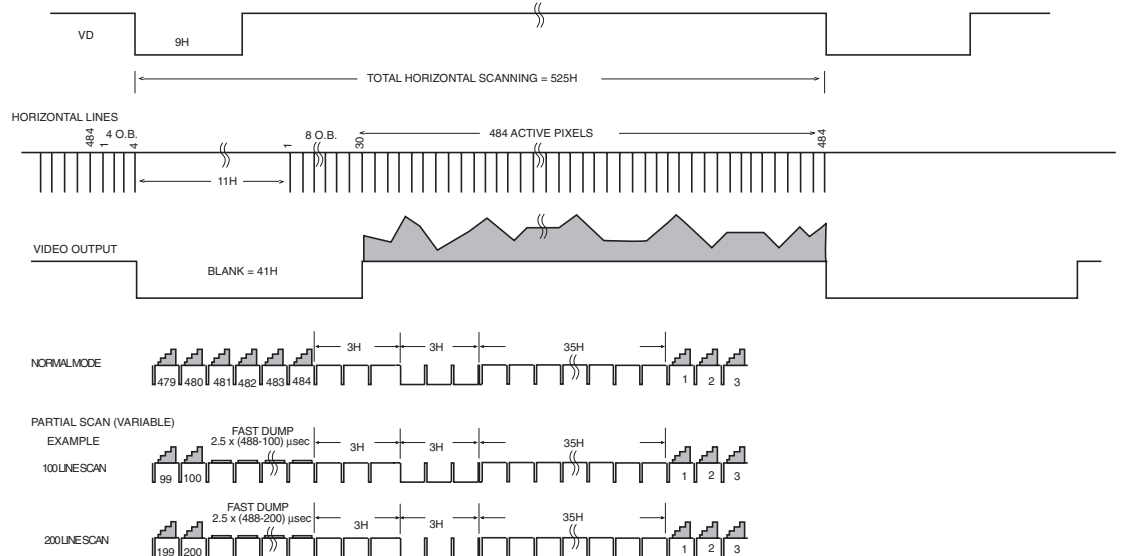 VD
9H
TOTAL HORIZONTAL SCANNING = 525H
HORIZONTAL LINES
484
1
4 O.B.
4
1
8 O.B.
30
484 ACTIVE PIXELS
484
11H
VIDEO OUTPUT
BLANK = 41H
NORMAL MODE
3H
3H
35H
479 480 481 482 483 484
1 2 3
PARTIAL SCAN (VARIABLE)
EXAMPLE
FAST DUMP
2.5 x (488-100) µsec
3H
3H
35H
100 LINE SCAN
99 100
1 2 3
FAST DUMP
2.5 x (488-200) µsec
3H
3H
35H
200 LINE SCAN
199 200
1 2 3